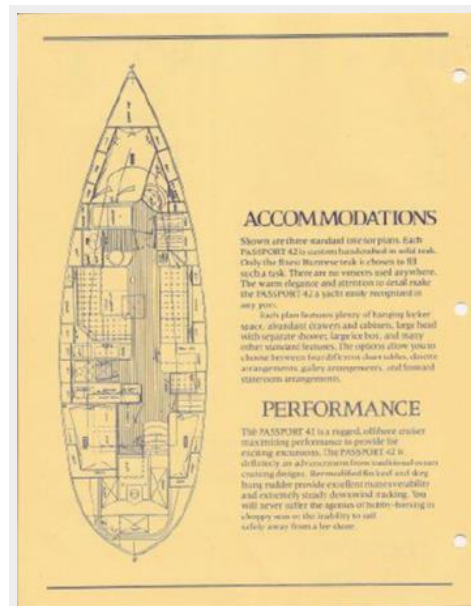 ACCOMMODATIONS
Shown are three standard interior plans. Each
PASSPORT 42 is custom handcrafted in solid teak.
Only the finest Burmese teak is chosen to fill
such a task. There are no veneers used anywhere.
The warm elegance and attention to detail make
the PASSPORT 42 a yacht easily recognized in
any port.
Each plan features plenty of hanging locker
space, abundant drawers and cabinets, large head
with separate shower, large ice box, and many
other standard features. The options allow you to
choose between four different chart tables, dinette
arrangements, galley arrangements, and forward
stateroom arrangements.
PERFORMANCE
The PASSPORT 42 is a rugged, offshore cruiser
maximizing performance to provide for
exciting excursions. The PASSPORT 42 is
definitely an advancement from traditional ocean
cruising designs. Her modified fin keel and skeg
hung rudder provide excellent maneuverability
and extremely steady downwind tracking. You
will never suffer the agonies of hobby-horsing in
choppy seas or the inability to sail
safely away from a lee shore.